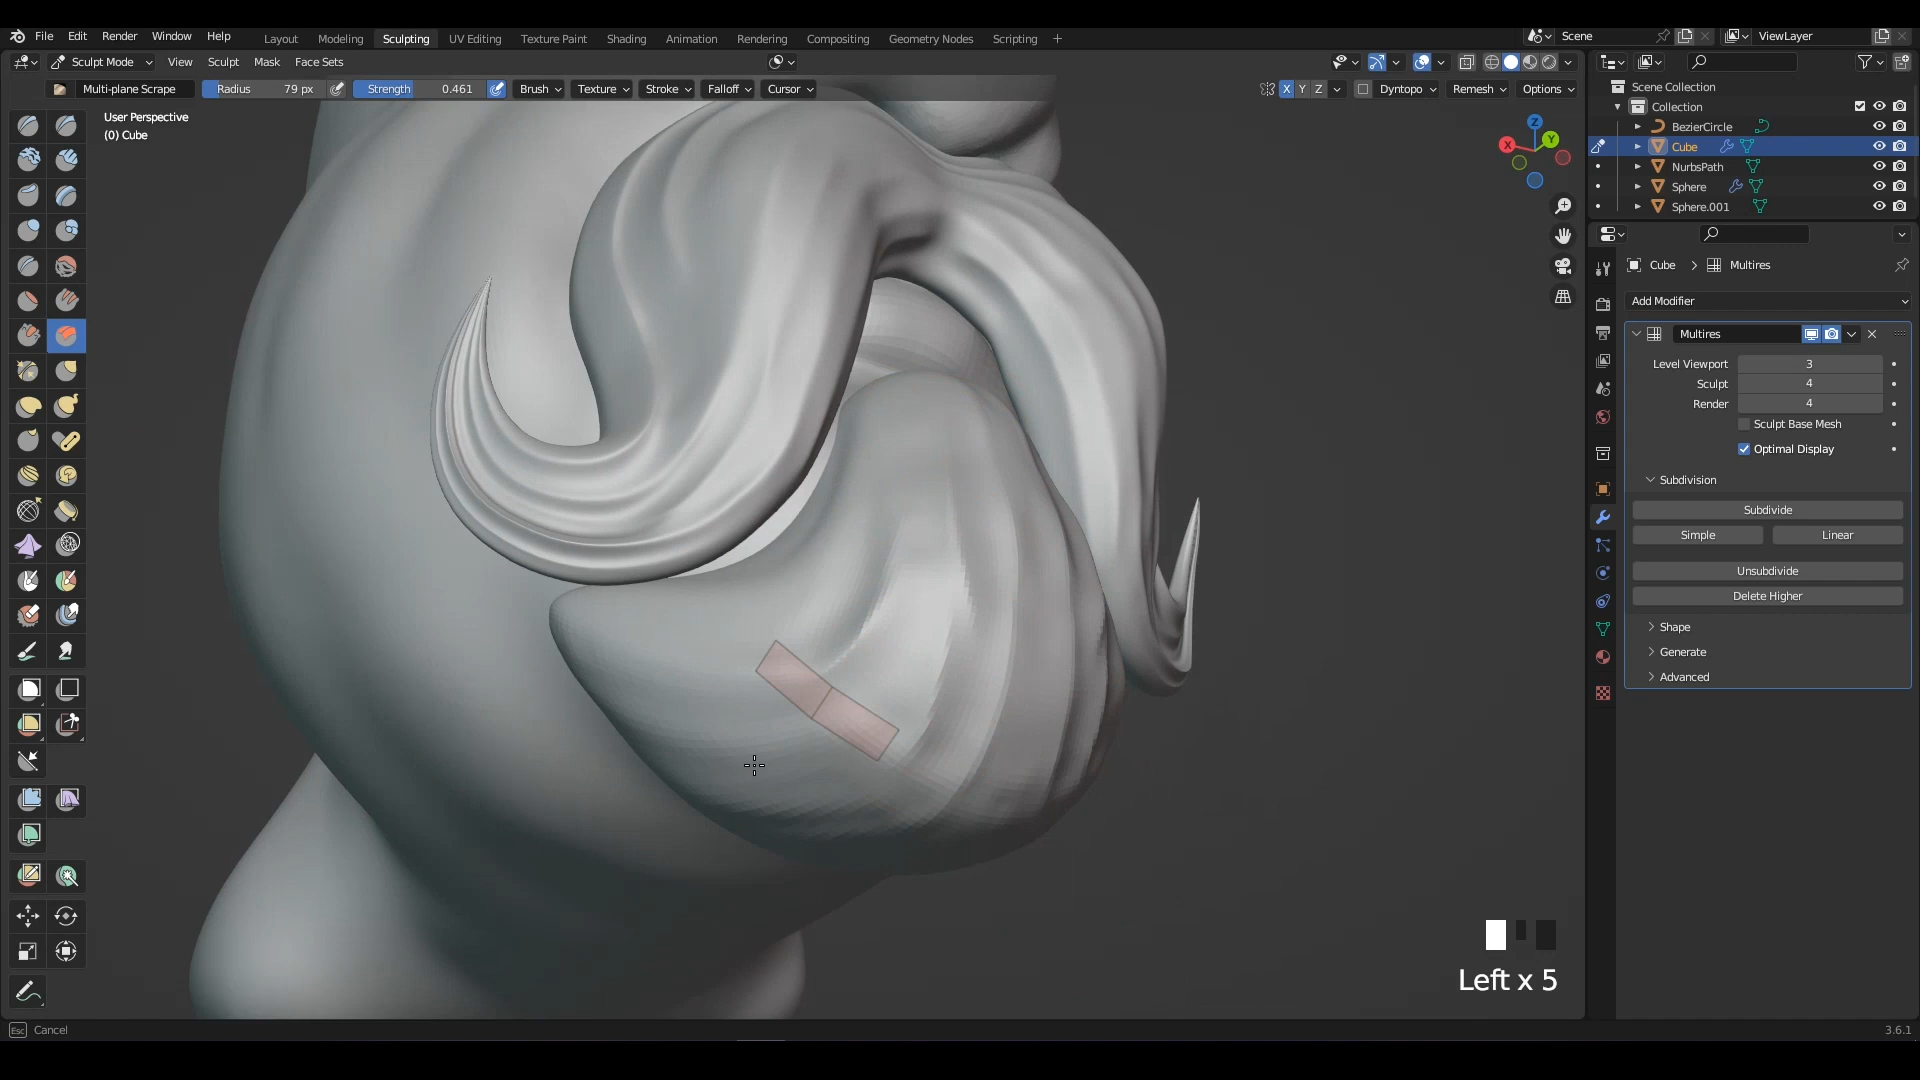 File Edit Render Window Help Layout Modeling Sculpting UV Editing Texture Paint Shading Animation Rendering Compositing Geometry Nodes Scripting + Scene ViewLayer
Sculpt Mode View Sculpt Mask Face Sets
Multi-plane Scrape Radius 79 px Strength 0.461 Brush Texture Stroke Falloff Cursor X Y Z Dyntopo Remesh Options
User Perspective
(0) Cube
Z
Y
X
Scene Collection
Collection
BezierCircle
Cube
NurbsPath
Sphere
Sphere.001
Cube > Multires
Add Modifier
Multires
Level Viewport 3
Sculpt 4
Render 4
Sculpt Base Mesh
Optimal Display
Subdivision
Subdivide
Simple Linear
Unsubdivide
Delete Higher
Shape
Generate
Advanced
Left x 5
Esc Cancel
3.6.1